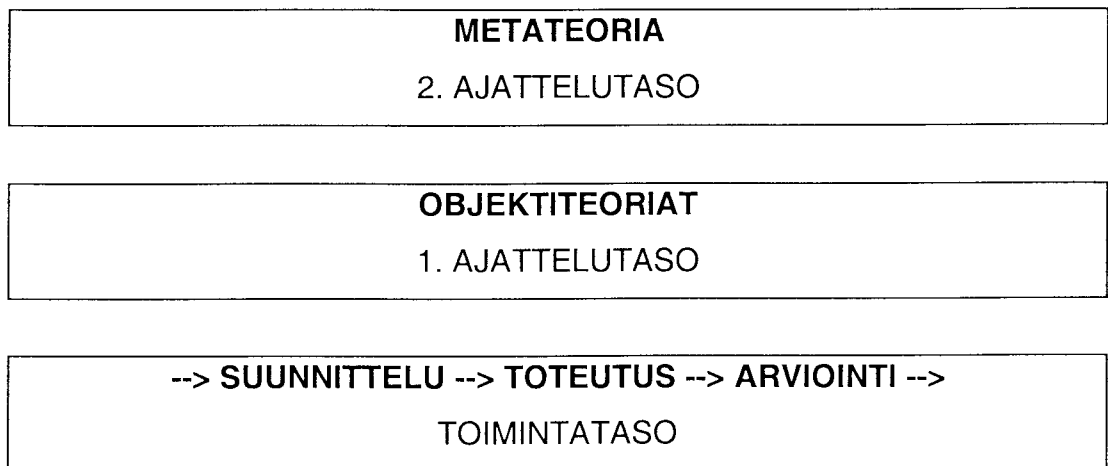 METATEORIA
2. AJATTELUTASO
OBJEKTITEORIAT
1. AJATTELUTASO
--> SUUNNITTELU --> TOTEUTUS --> ARVIOINTI -->
TOIMINTATASO